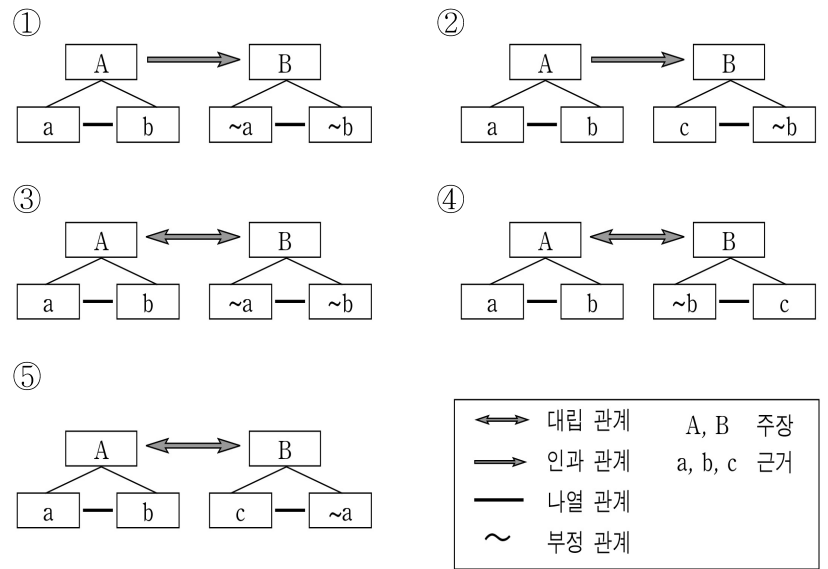 ① ②
A B A B
a b ~a ~b a b c ~b
③ ④
A B A B
a b ~a ~b a b ~b c
⑤
A B
a b c ~a
대립 관계 A, B 주장
인과 관계 a, b, c 근거
나열 관계
~ 부정 관계